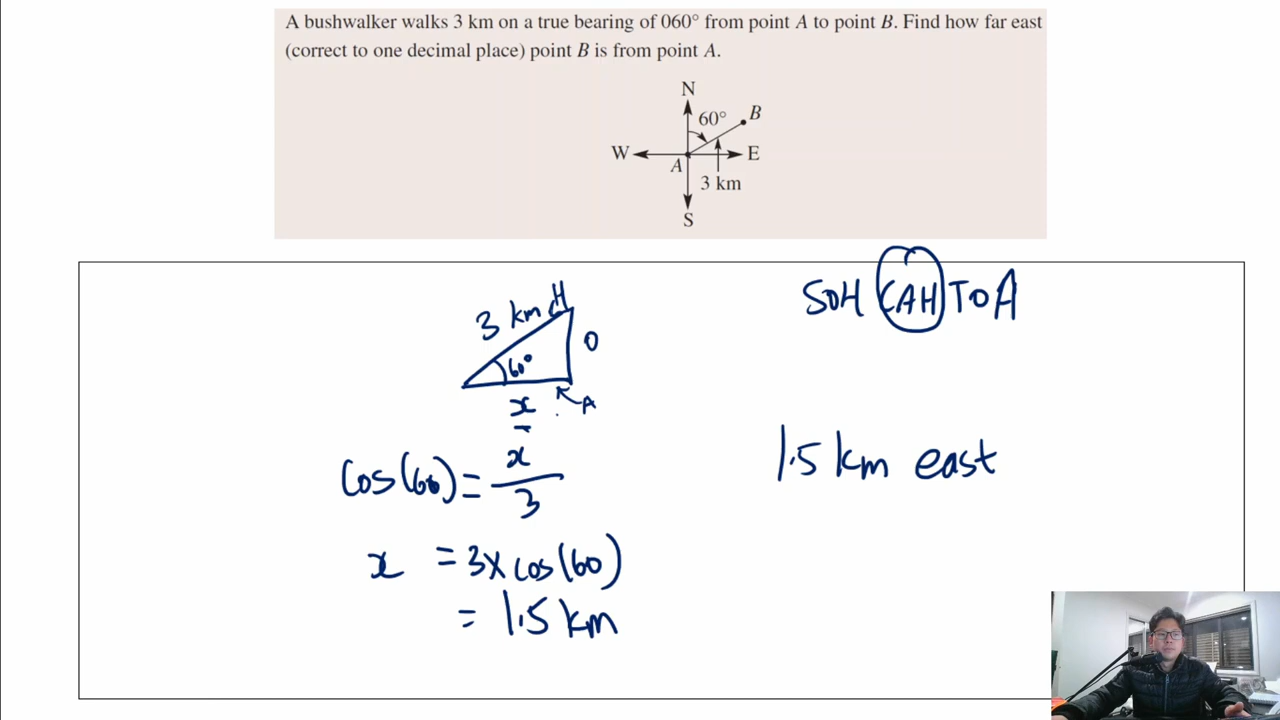 A bushwalker walks 3 km on a true bearing of 060° from point A to point B. Find how far east
(correct to one decimal place) point B is from point A.
N
60°
B
W
E
A
3 km
S
SOH CAH TOA
3 km H
O
60°
x
A
cos(60) = x/3
1.5 km east
x = 3 x cos(60)
= 1.5 km